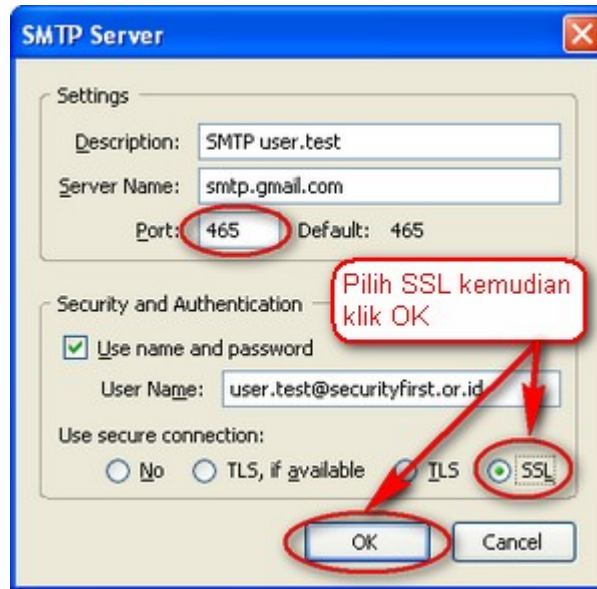 SMTP Server
Settings
Description: SMTP user.test
Server Name: smtp.gmail.com
Port: 465 Default: 465
Pilih SSL kemudian
klik OK
Security and Authentication
Use name and password
User Name: user.test@securityfirst.or.id
Use secure connection:
No TLS, if available TLS SSL
OK Cancel